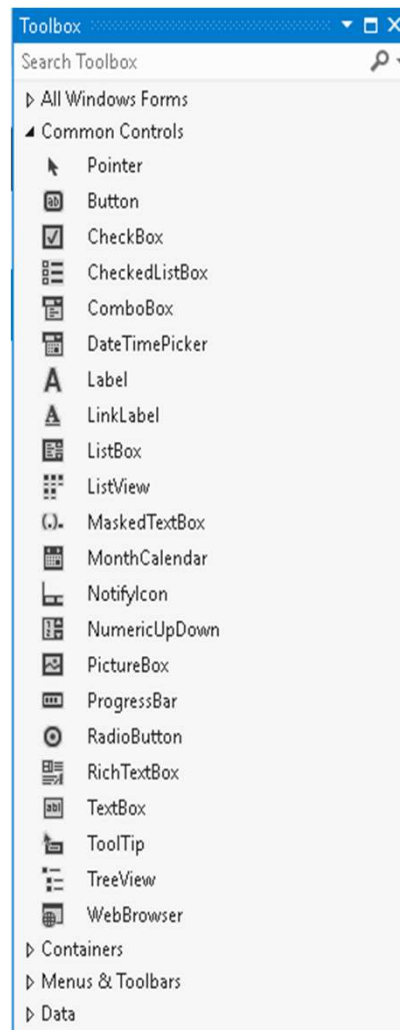 Toolbox
Search Toolbox
All Windows Forms
Common Controls
Pointer
Button
CheckBox
CheckedListBox
ComboBox
DateTimePicker
Label
LinkLabel
ListBox
ListView
MaskedTextBox
MonthCalendar
NotifyIcon
NumericUpDown
PictureBox
ProgressBar
RadioButton
RichTextBox
TextBox
ToolTip
TreeView
WebBrowser
Containers
Menus & Toolbars
Data